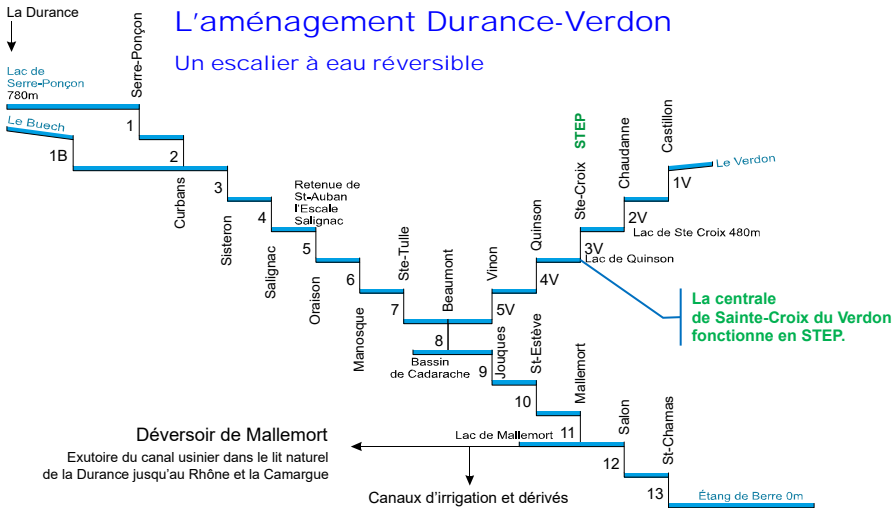 La Durance
L'aménagement Durance-Verdon
Un escalier à eau réversible
Lac de
Serre-Ponçon
780m
Serre-Ponçon
Le Buech
1
1B
2
Curbans
3
Sisteron
Retenue de
St-Auban
l'Escale
Salignac
4
Salignac
5
Oraison
6
Manosque
Ste-Tulle
7
Beaumont
8
Vinon
5V
Quinson
4V
Ste-Croix
STEP
3V
Chaudanne
2V
Castillon
1V
Le Verdon
Lac de Ste Croix 480m
Lac de Quinson
La centrale
de Sainte-Croix du Verdon
fonctionne en STEP.
Bassin
de Cadarache
9
Jouques
St-Estève
10
Mallemort
11
Lac de Mallemort
Salon
12
St-Chamas
13
Étang de Berre 0m
Déversoir de Mallemort
Exutoire du canal usinier dans le lit naturel
de la Durance jusqu'au Rhône et la Camargue
Canaux d'irrigation et dérivés